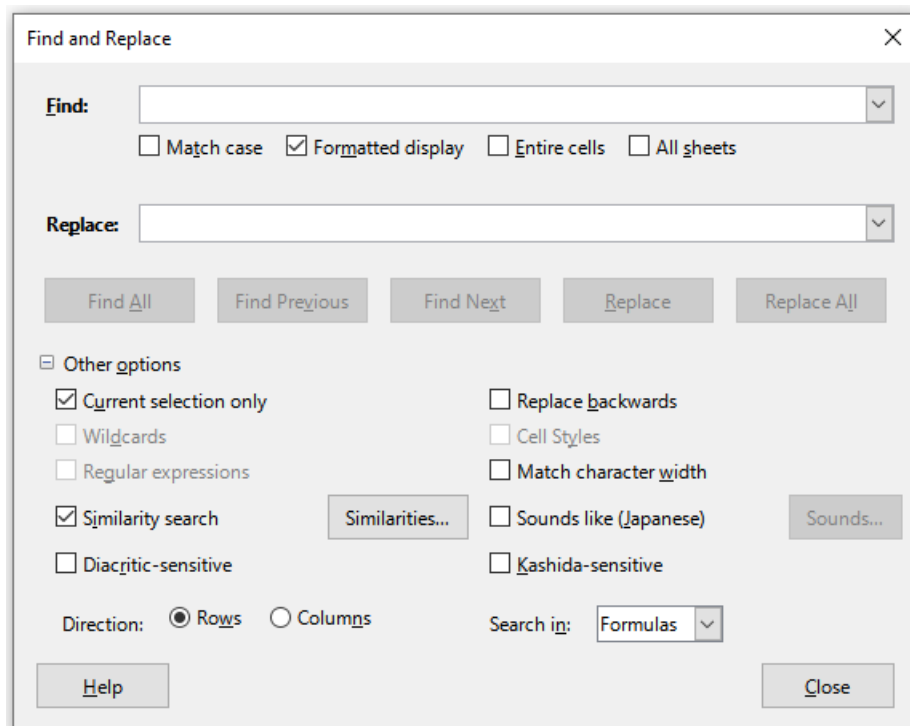 Find and Replace
Find:
Match case Formatted display Entire cells All sheets
Replace:
Find All Find Previous Find Next Replace Replace All
Other options
Current selection only Replace backwards
Wildcards Cell Styles
Regular expressions Match character width
Similarity search Similarities... Sounds like (Japanese) Sounds...
Diacritic-sensitive Kashida-sensitive
Direction: Rows Columns Search in: Formulas
Help Close